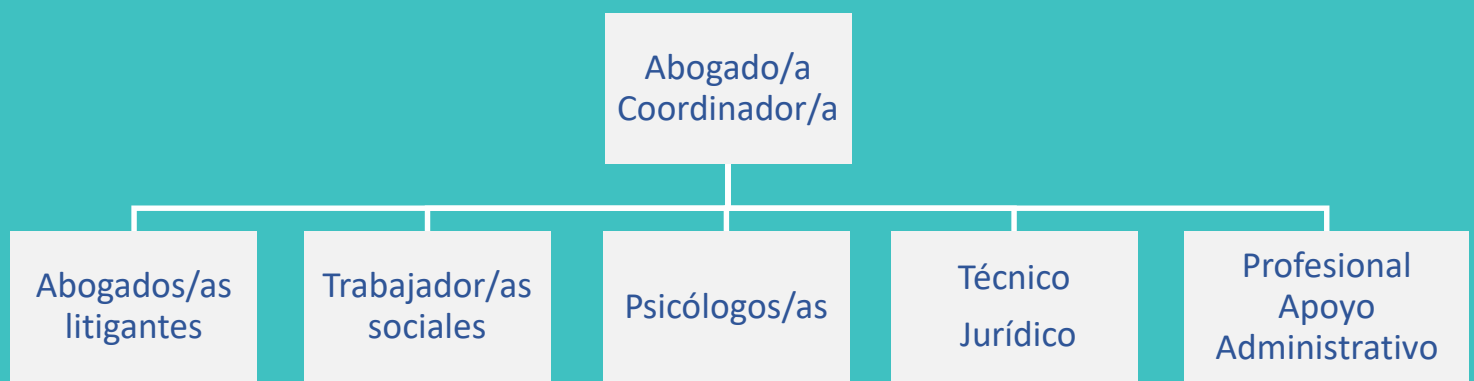 Abogado/a
Coordinador/a
Abogados/as
litigantes
Trabajador/as
sociales
Psicólogos/as
Técnico
Jurídico
Profesional
Apoyo
Administrativo